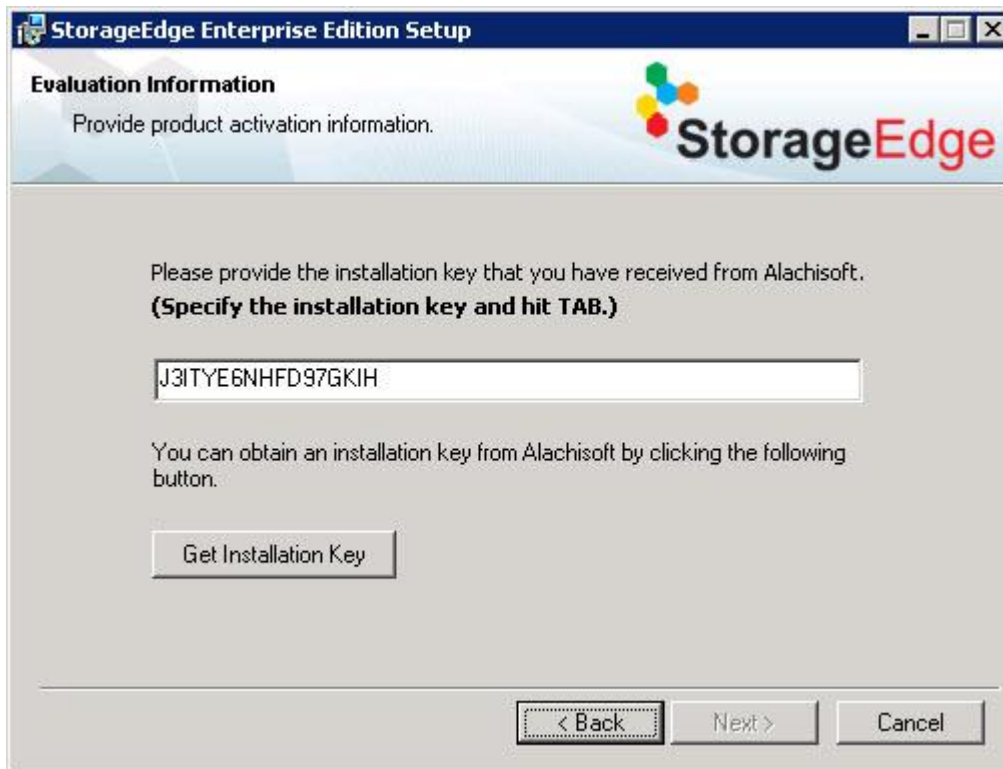 StorageEdge Enterprise Edition Setup
Evaluation Information
Provide product activation information.
StorageEdge
Please provide the installation key that you have received from Alachisoft.
(Specify the installation key and hit TAB.)
J3ITYE6NHFD97GKIH
You can obtain an installation key from Alachisoft by clicking the following
button.
Get Installation Key
< Back
Next >
Cancel